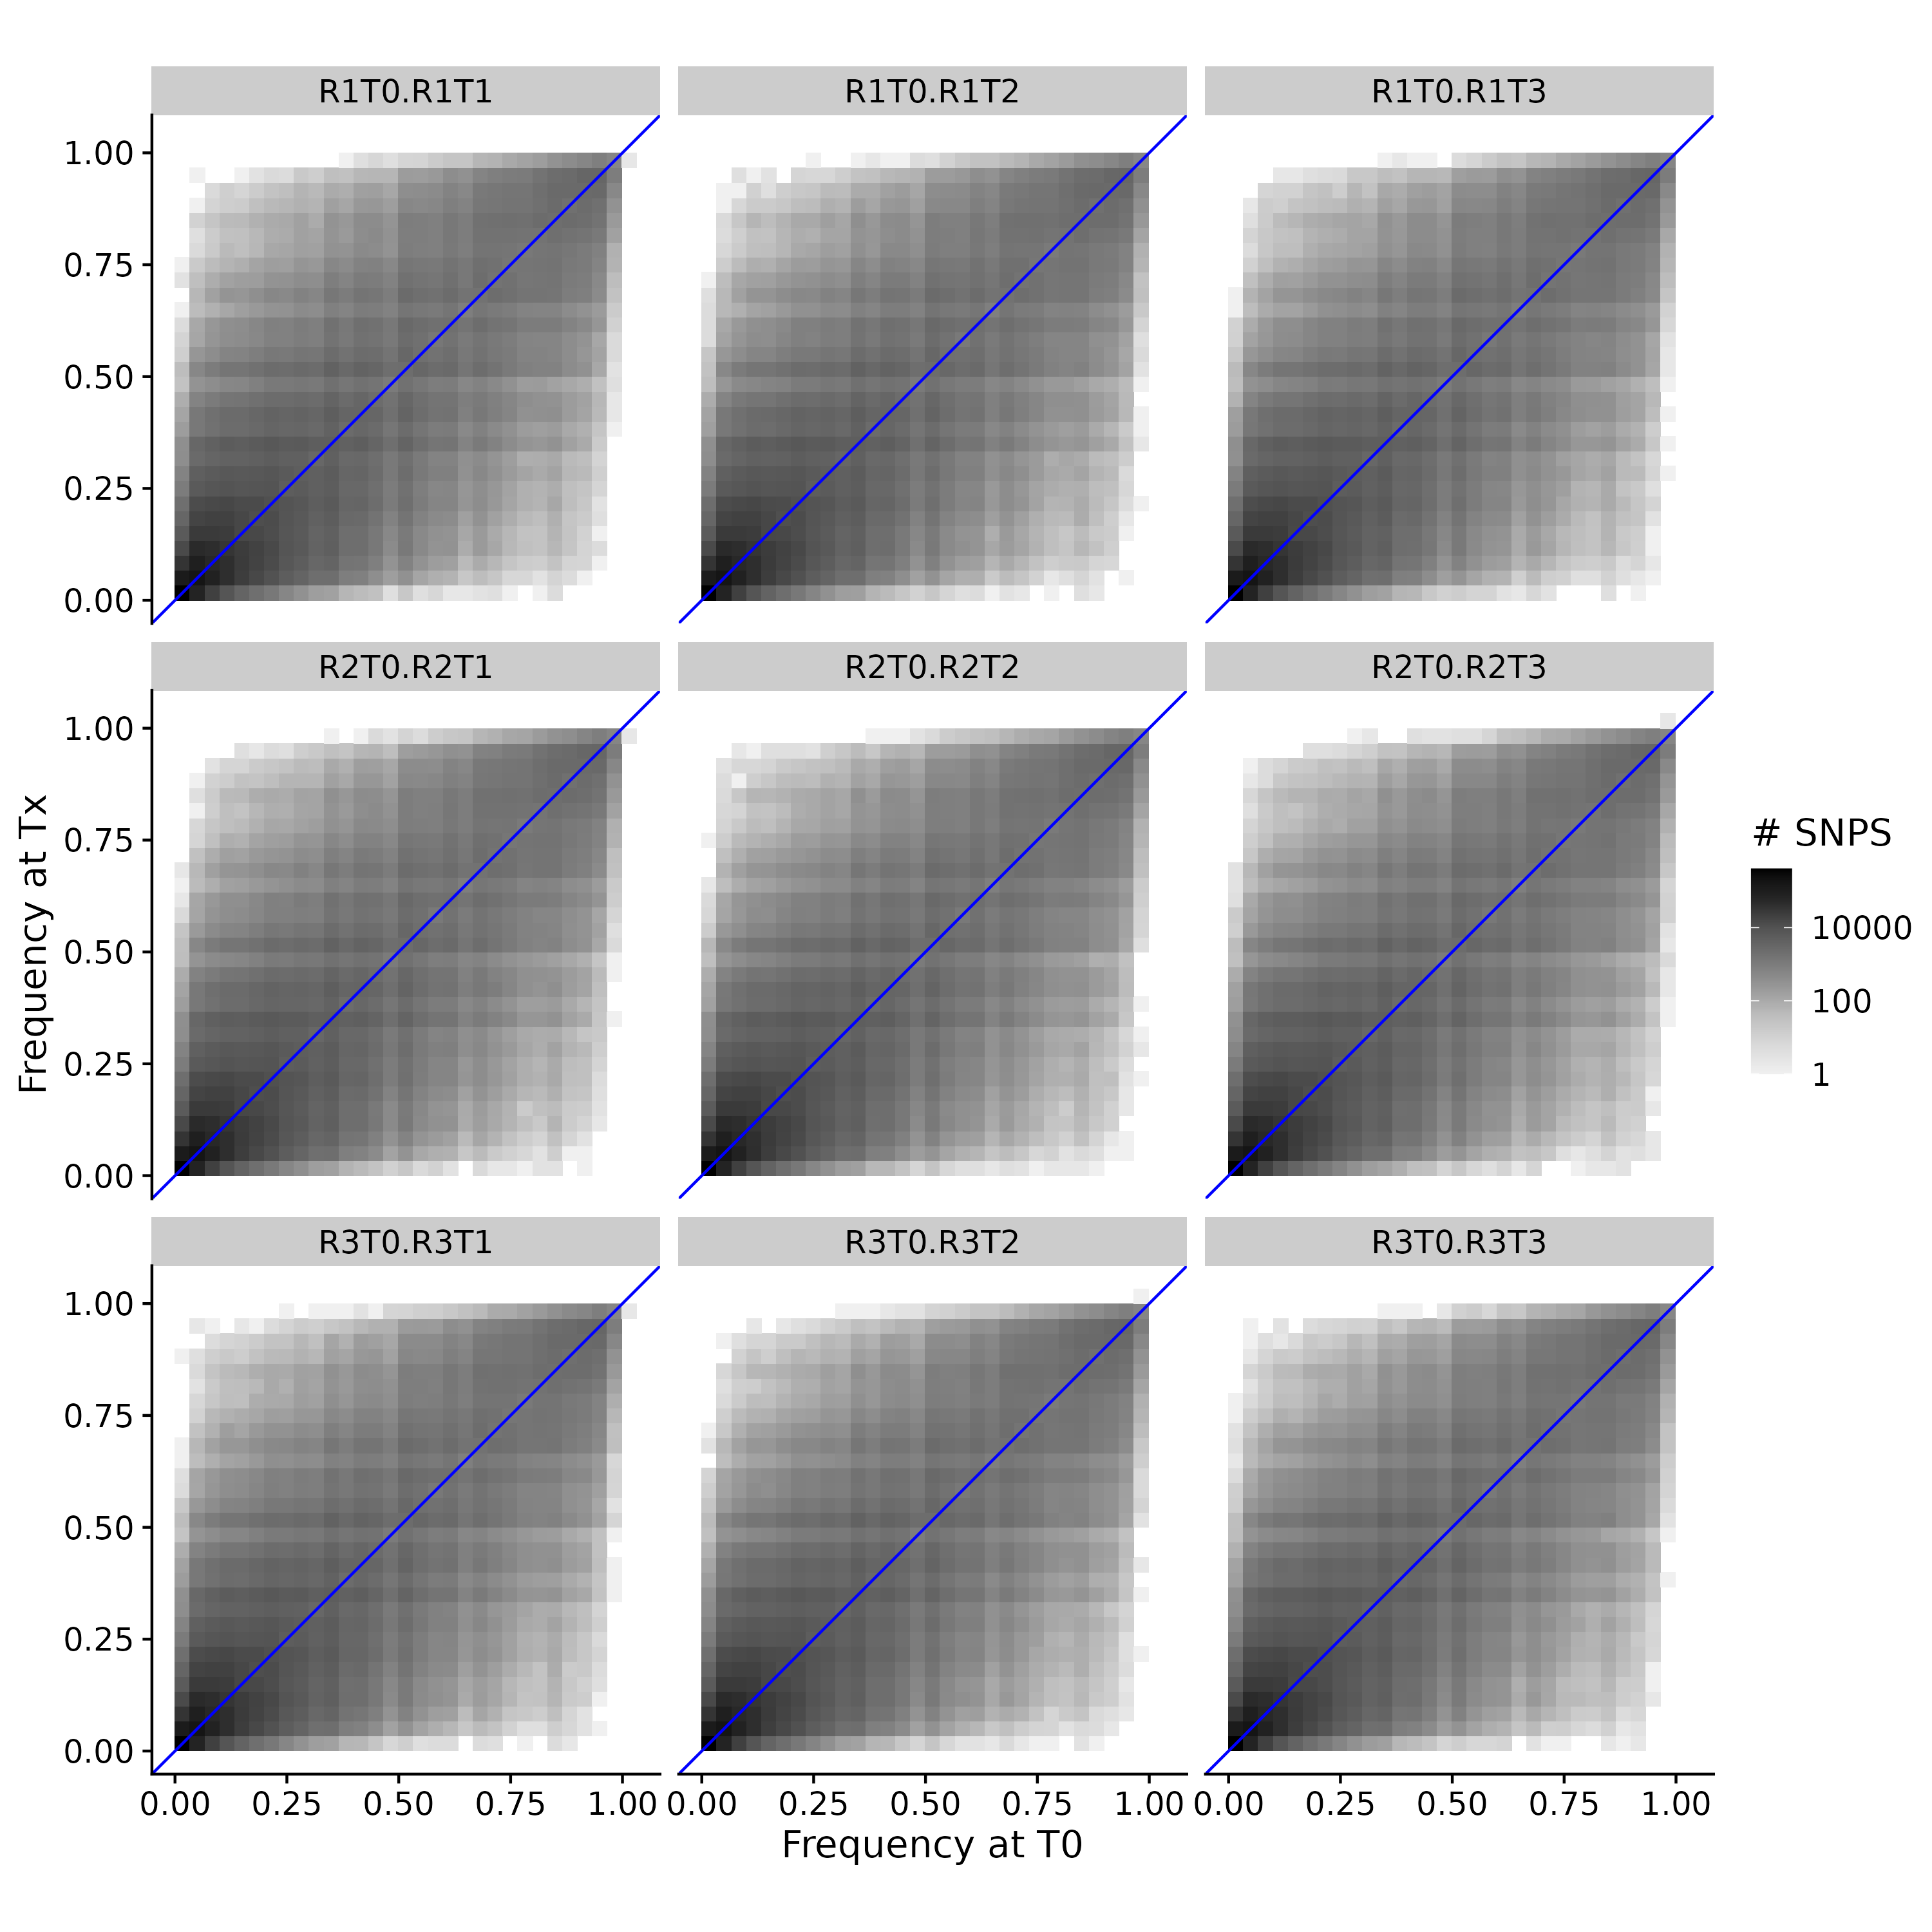 R1T0.R1T1
R1T0.R1T2
R1T0.R1T3
1.00
0.75
0.50
0.25
0.00
R2T0.R2T1
R2T0.R2T2
R2T0.R2T3
1.00
0.75
0.50
0.25
0.00
Frequency at Tx
# SNPS
10000
100
1
R3T0.R3T1
R3T0.R3T2
R3T0.R3T3
1.00
0.75
0.50
0.25
0.00
0.00 0.25 0.50 0.75 1.00 0.00 0.25 0.50 0.75 1.00 0.00 0.25 0.50 0.75 1.00
Frequency at T0